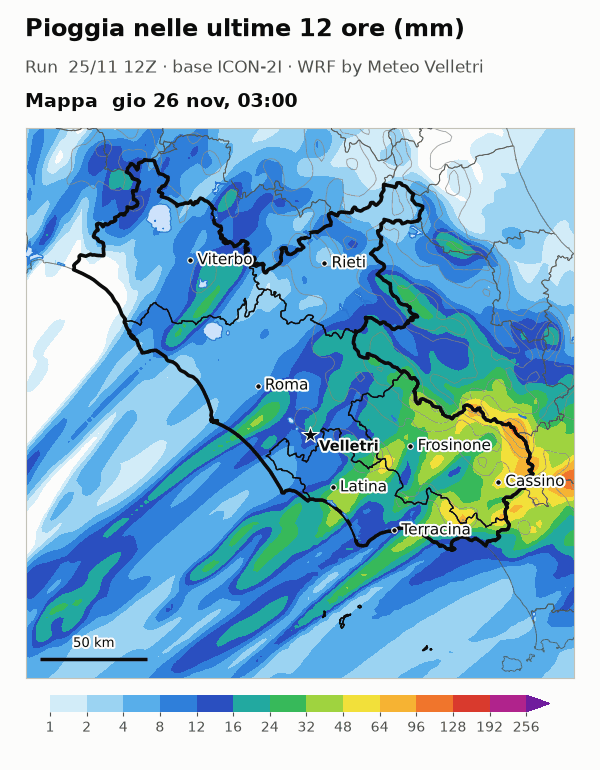 Pioggia nelle ultime 12 ore (mm)
Run  25/11 12Z · base ICON-2I · WRF by Meteo Velletri
Mappa  gio 26 nov, 03:00
Viterbo
Rieti
Roma
Velletri
Frosinone
Latina
Cassino
Terracina
50 km
1 2 4 8 12 16 24 32 48 64 96 128 192 256